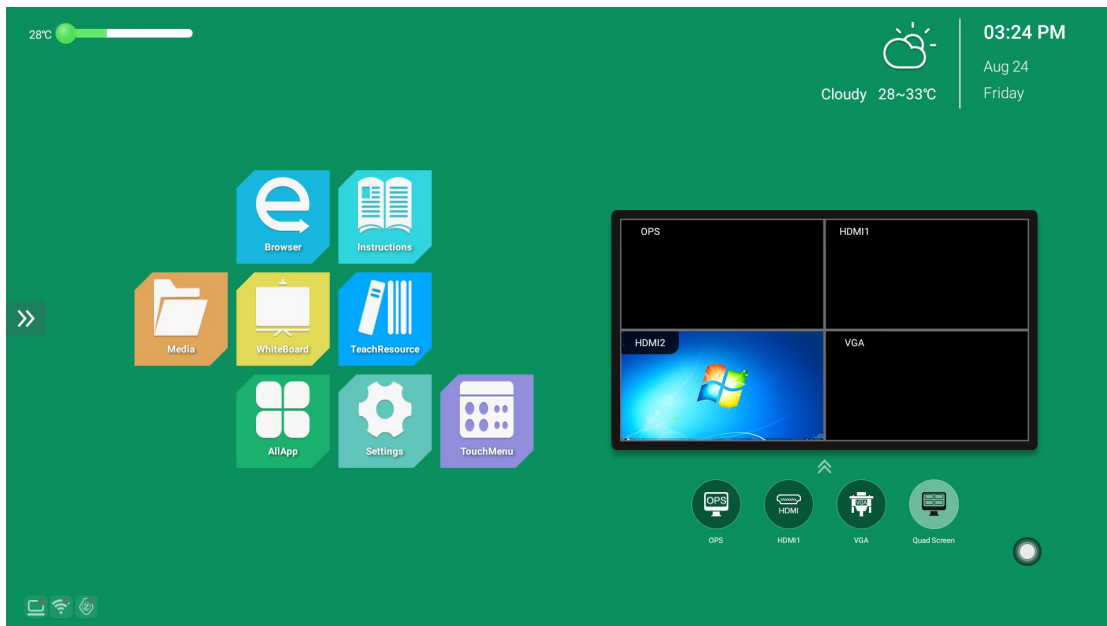 28℃
03:24 PM
Aug 24
Cloudy 28~33℃
Friday
Browser
Instructions
OPS
HDMI1
Media
WhiteBoard
TeachResource
HDMI2
VGA
AllApp
Settings
TouchMenu
OPS
HDMI
VGA
OPS
HDMI1
VGA
Quad Screen